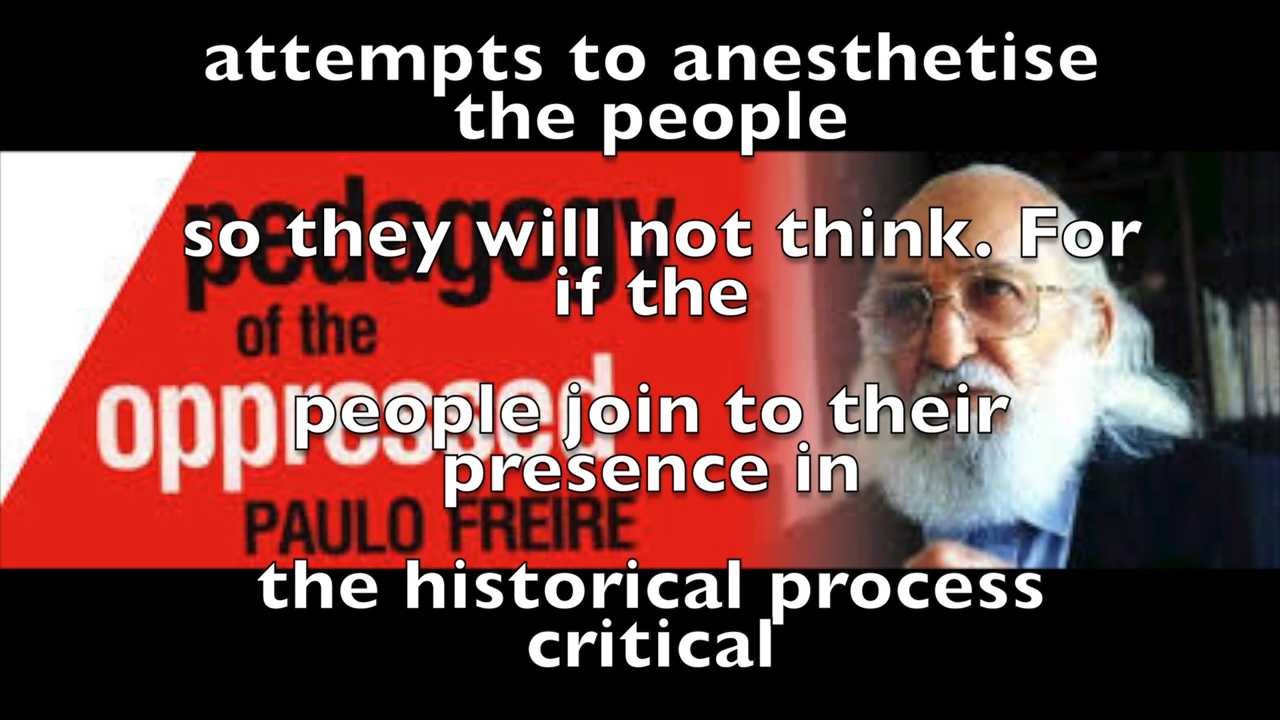 attempts to anesthetise
the people
so they will not think. For
if the
people join to their
presence in
the historical process
critical
pedagogy
of the
oppressed
PAULO FREIRE